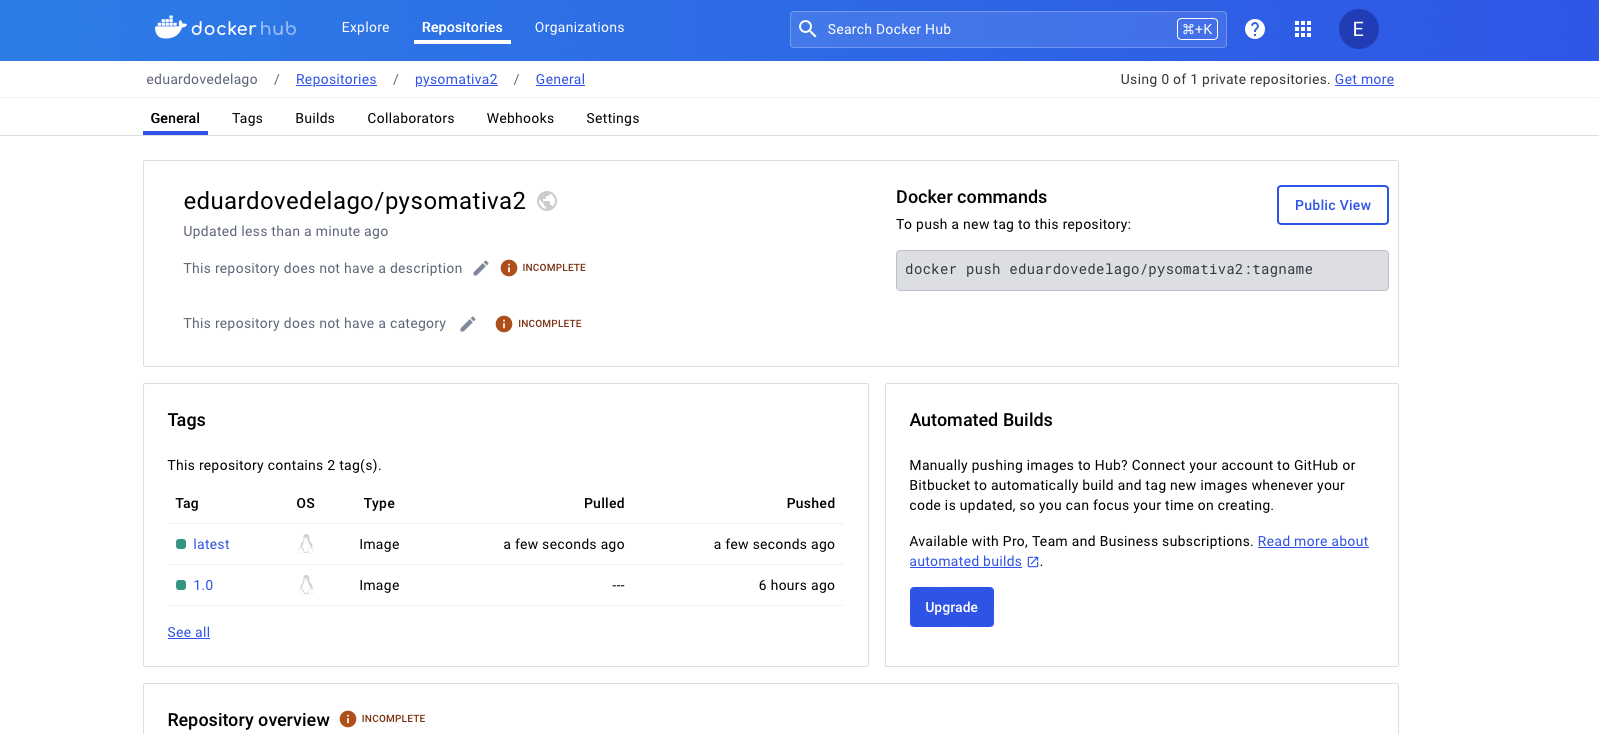 docker hub
Explore
Repositories
Organizations
Search Docker Hub
⌘+K
?
E
eduardovedelago / Repositories / pysomativa2 / General
Using 0 of 1 private repositories. Get more
General
Tags
Builds
Collaborators
Webhooks
Settings
eduardovedelago/pysomativa2
Updated less than a minute ago
This repository does not have a description
INCOMPLETE
This repository does not have a category
INCOMPLETE
Docker commands
Public View
To push a new tag to this repository:
docker push eduardovedelago/pysomativa2:tagname
Tags
This repository contains 2 tag(s).
Tag OS Type Pulled Pushed
latest Image a few seconds ago a few seconds ago
1.0 Image --- 6 hours ago
See all
Automated Builds
Manually pushing images to Hub? Connect your account to GitHub or
Bitbucket to automatically build and tag new images whenever your
code is updated, so you can focus your time on creating.
Available with Pro, Team and Business subscriptions. Read more about
automated builds .
Upgrade
Repository overview
INCOMPLETE